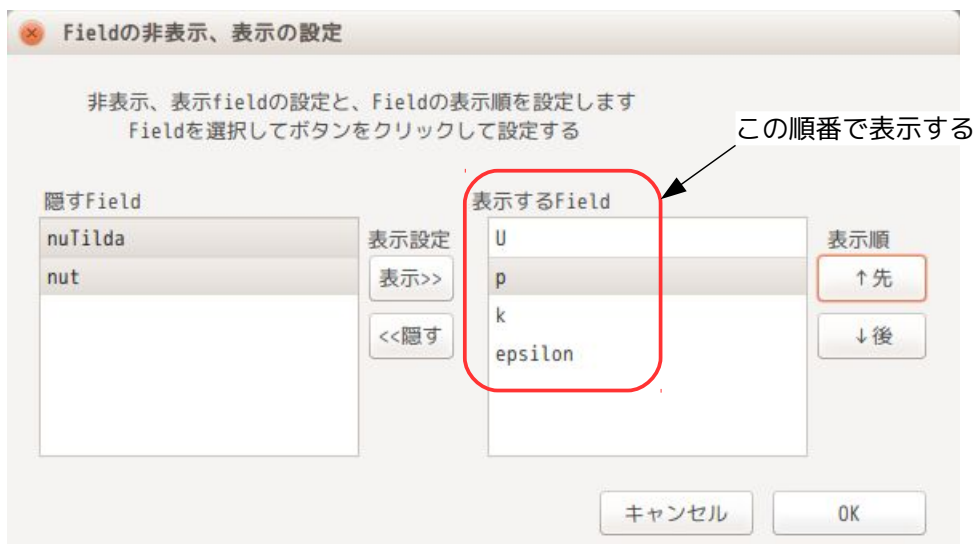 Fieldの非表示、表示の設定
非表示、表示fieldの設定と、Fieldの表示順を設定します
Fieldを選択してボタンをクリックして設定する
この順番で表示する
隠すField
表示するField
nuTilda
表示設定
U
表示順
nut
表示>>
p
↑先
<<隠す
k
↓後
epsilon
キャンセル
OK